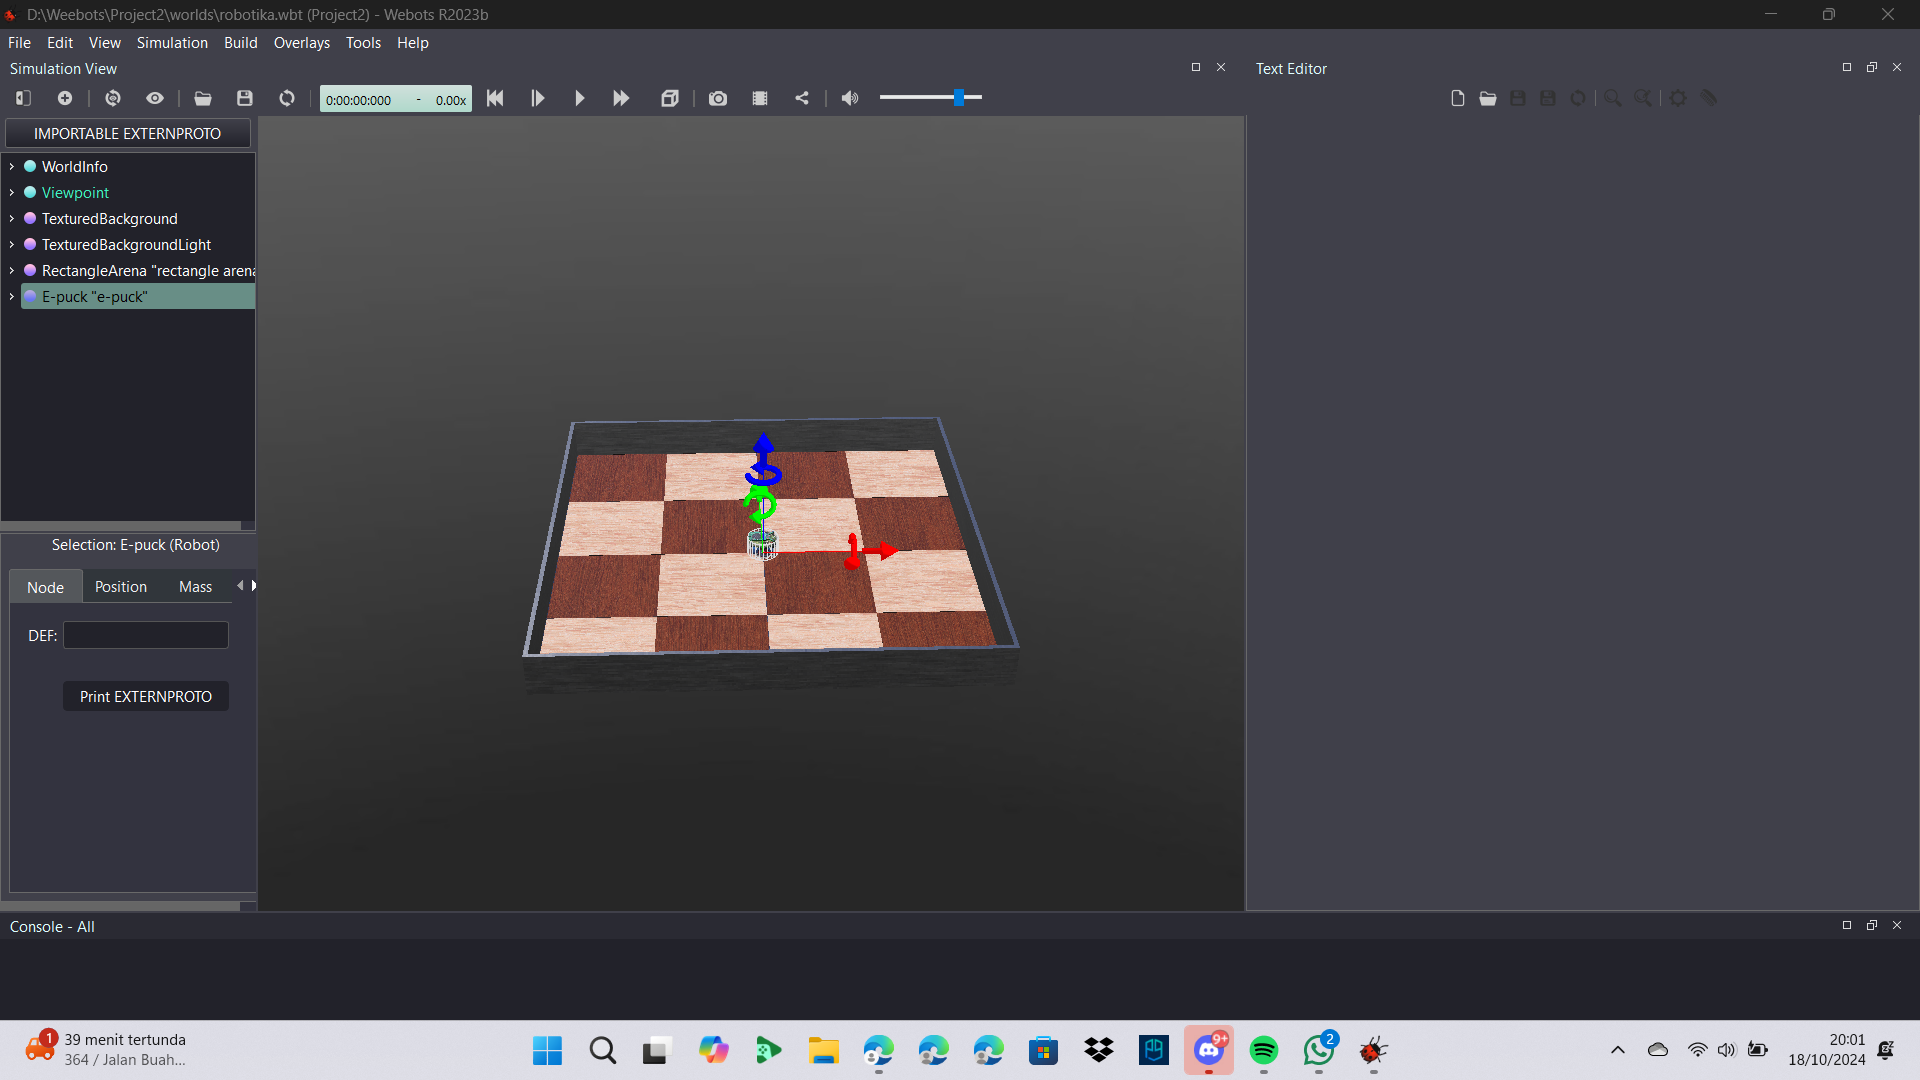 D:\Weebots\Project2\worlds\robotika.wbt (Project2) - Webots R2023b
File Edit View Simulation Build Overlays Tools Help
Simulation View
Text Editor
0:00:00:000 - 0.00x
IMPORTABLE EXTERNPROTO
WorldInfo
Viewpoint
TexturedBackground
TexturedBackgroundLight
RectangleArena "rectangle arena
E-puck "e-puck"
Selection: E-puck (Robot)
Node Position Mass
DEF:
Print EXTERNPROTO
Console - All
1
39 menit tertunda
364 / Jalan Buah...
9+
2
20:01
18/10/2024